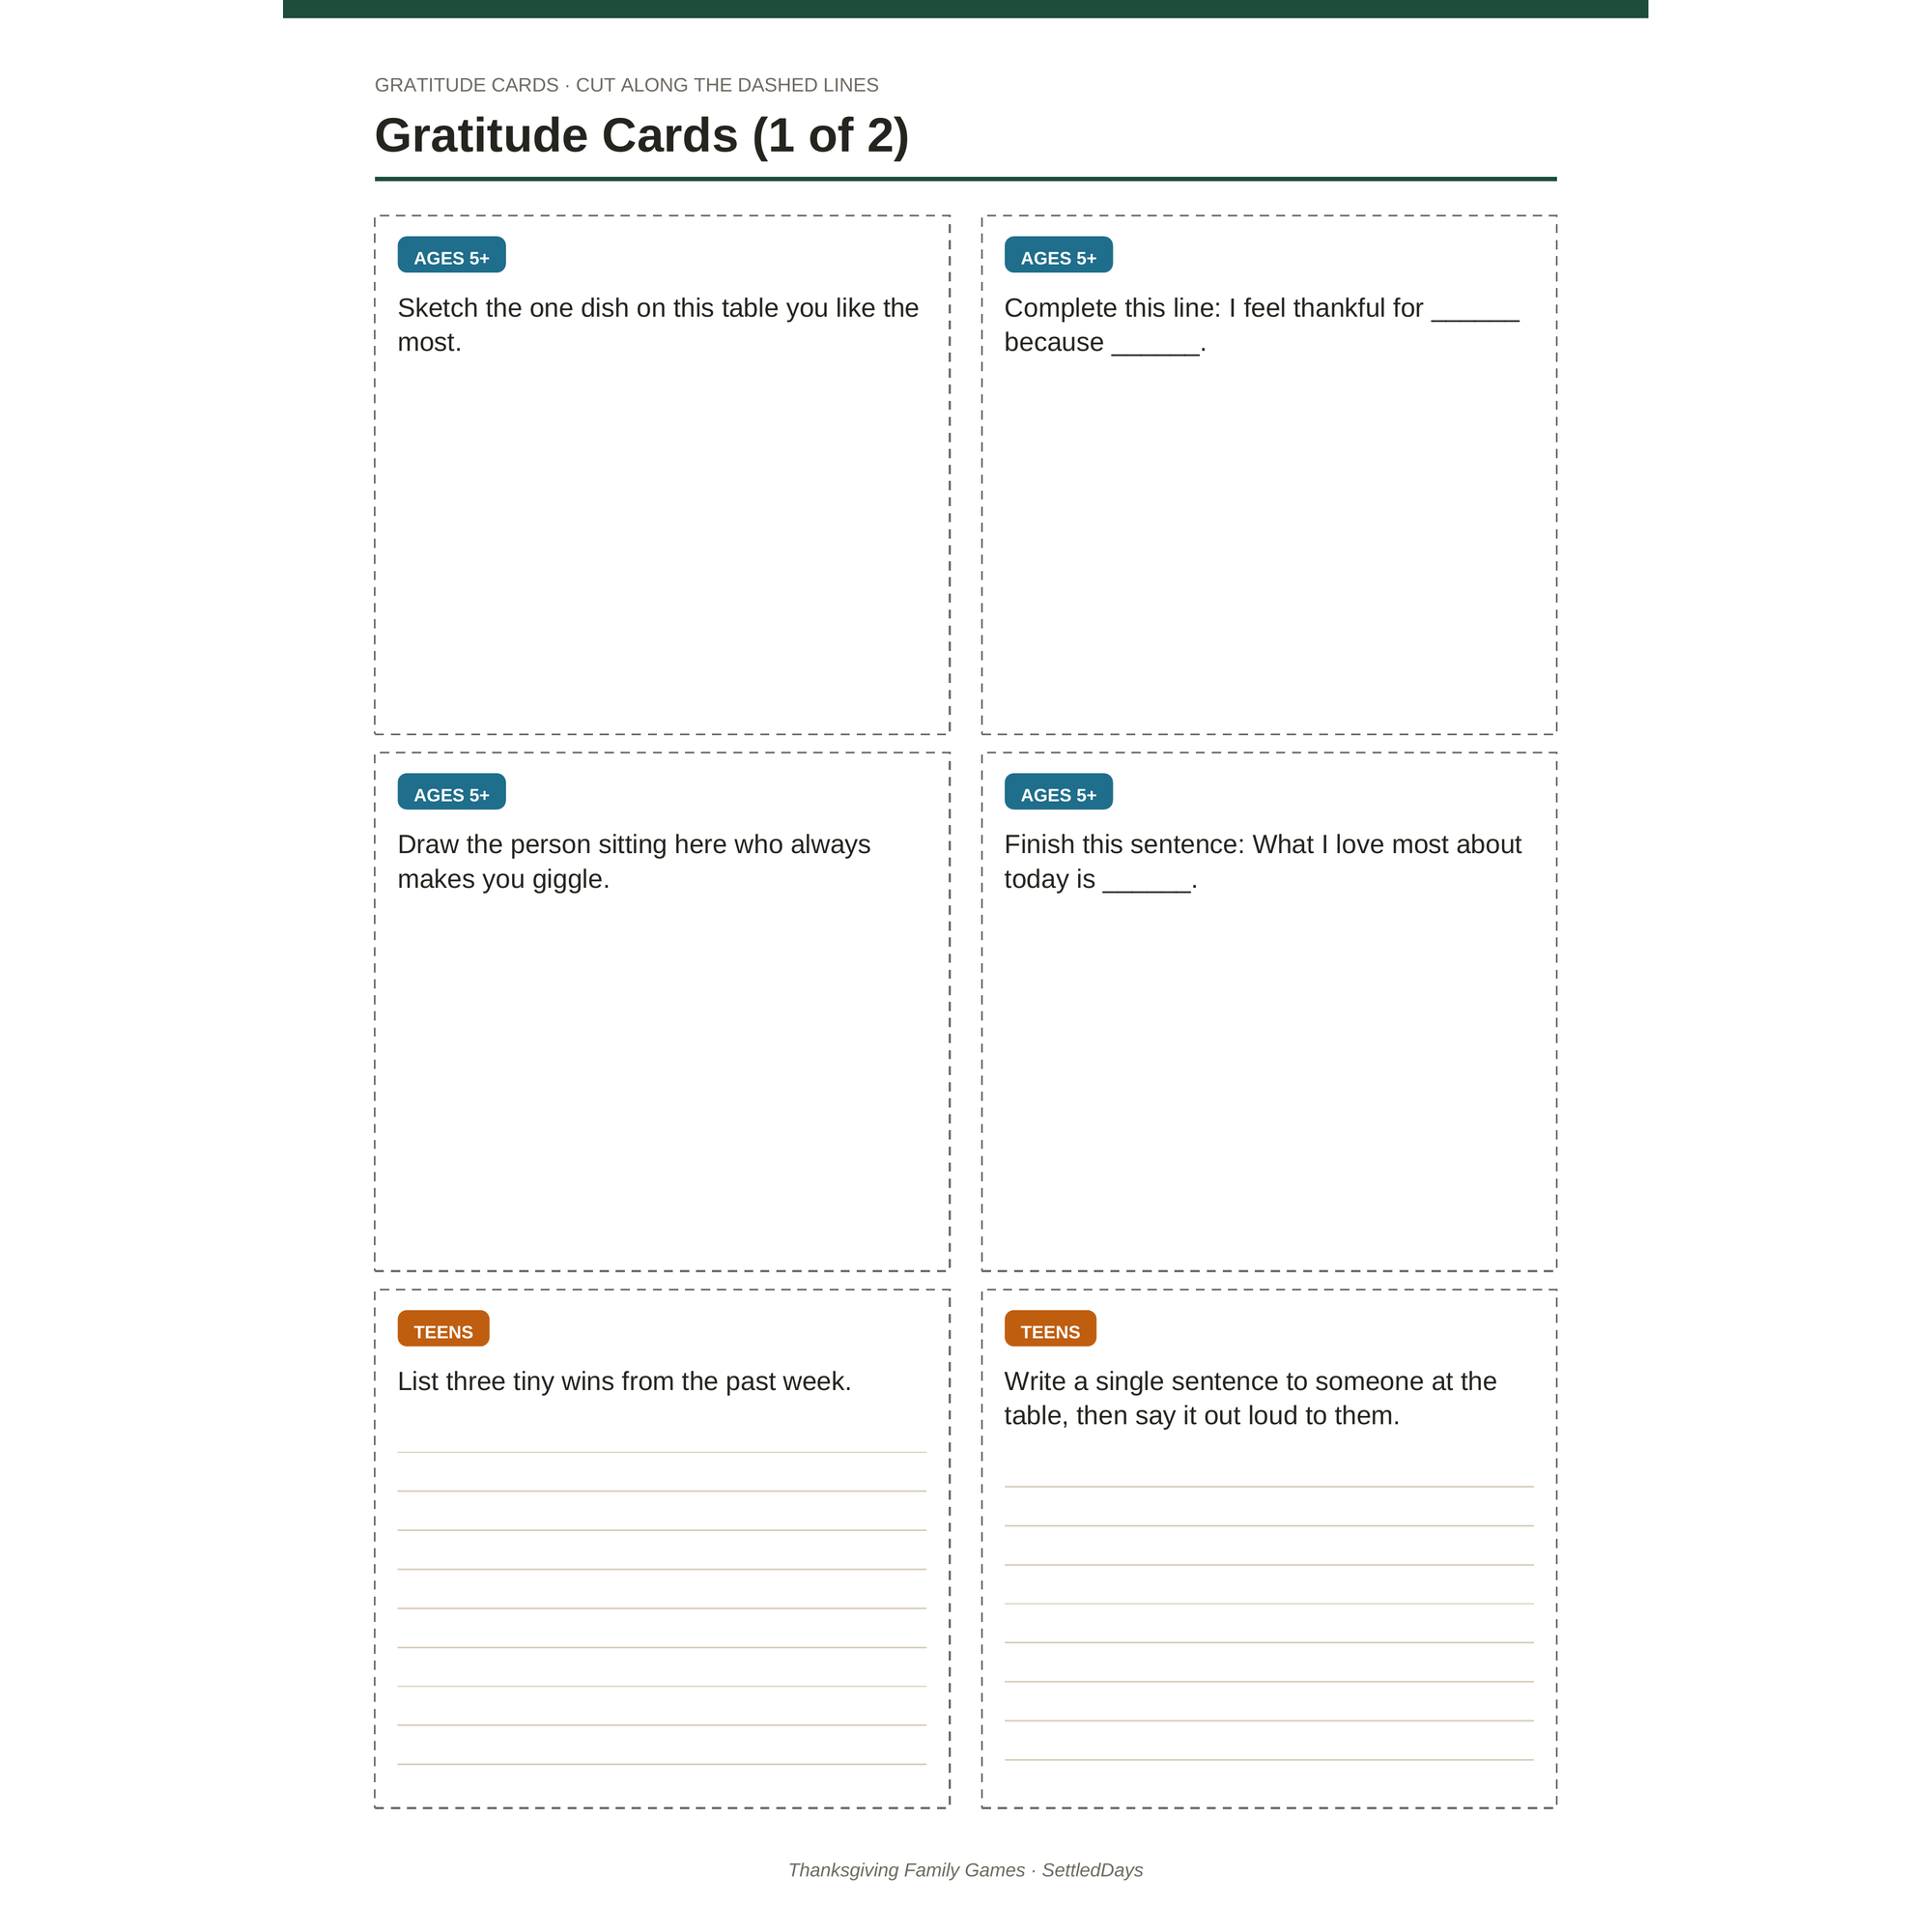 GRATITUDE CARDS · CUT ALONG THE DASHED LINES
Gratitude Cards (1 of 2)
AGES 5+
Sketch the one dish on this table you like the
most.
AGES 5+
Complete this line: I feel thankful for ______
because ______.
AGES 5+
Draw the person sitting here who always
makes you giggle.
AGES 5+
Finish this sentence: What I love most about
today is ______.
TEENS
List three tiny wins from the past week.
TEENS
Write a single sentence to someone at the
table, then say it out loud to them.
Thanksgiving Family Games · SettledDays